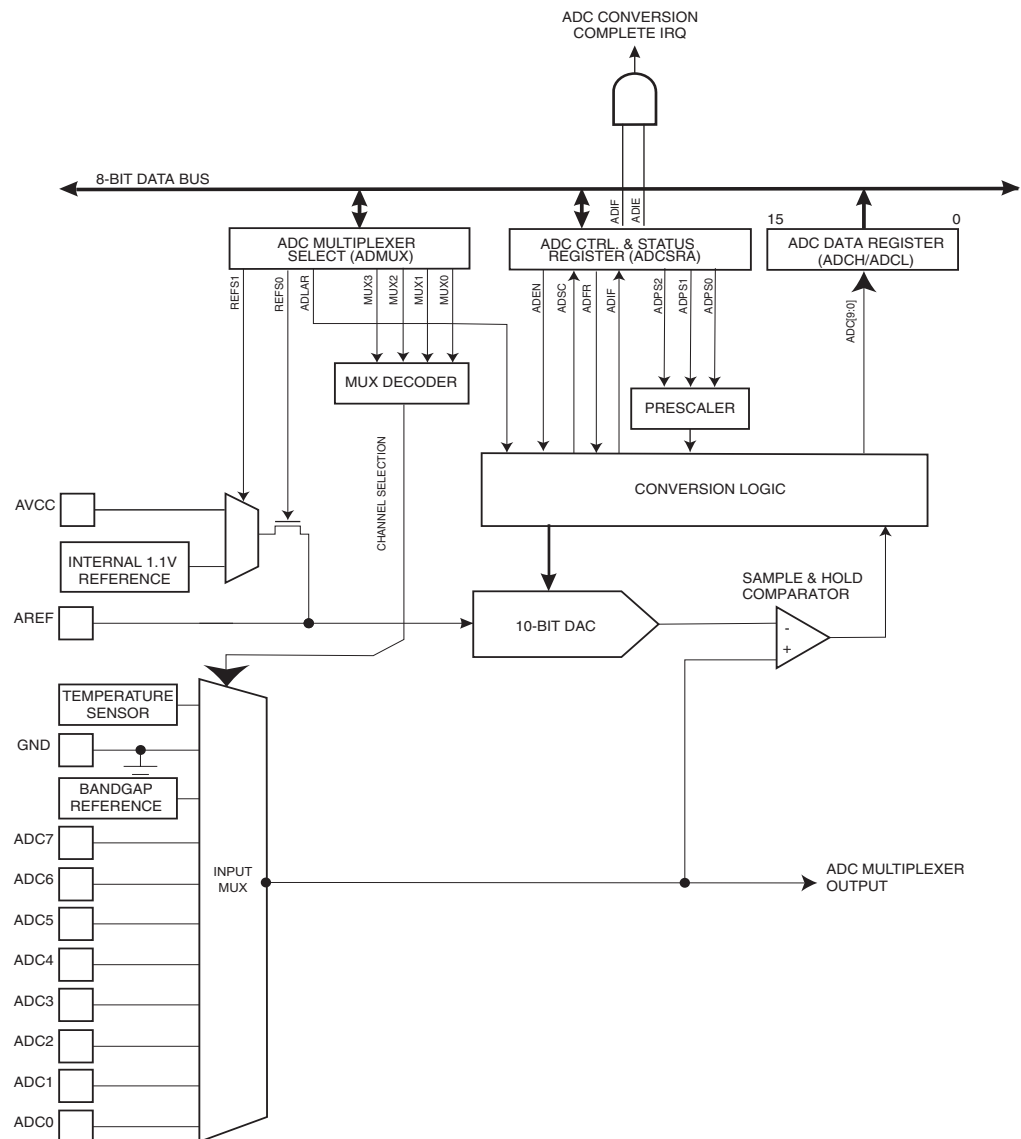 ADC CONVERSION
COMPLETE IRQ
8-BIT DATA BUS
ADIF
ADIE
15
0
ADC MULTIPLEXER
SELECT (ADMUX)
ADC CTRL. & STATUS
REGISTER (ADCSRA)
ADC DATA REGISTER
(ADCH/ADCL)
REFS1
REFS0
ADLAR
MUX3
MUX2
MUX1
MUX0
ADEN
ADSC
ADFR
ADIF
ADPS2
ADPS1
ADPS0
ADC[9:0]
MUX DECODER
PRESCALER
CHANNEL SELECTION
CONVERSION LOGIC
AVCC
INTERNAL 1.1V
REFERENCE
SAMPLE & HOLD
COMPARATOR
AREF
10-BIT DAC
-
+
TEMPERATURE
SENSOR
GND
BANDGAP
REFERENCE
ADC7
ADC6
ADC5
ADC4
ADC3
ADC2
ADC1
ADC0
INPUT
MUX
ADC MULTIPLEXER
OUTPUT